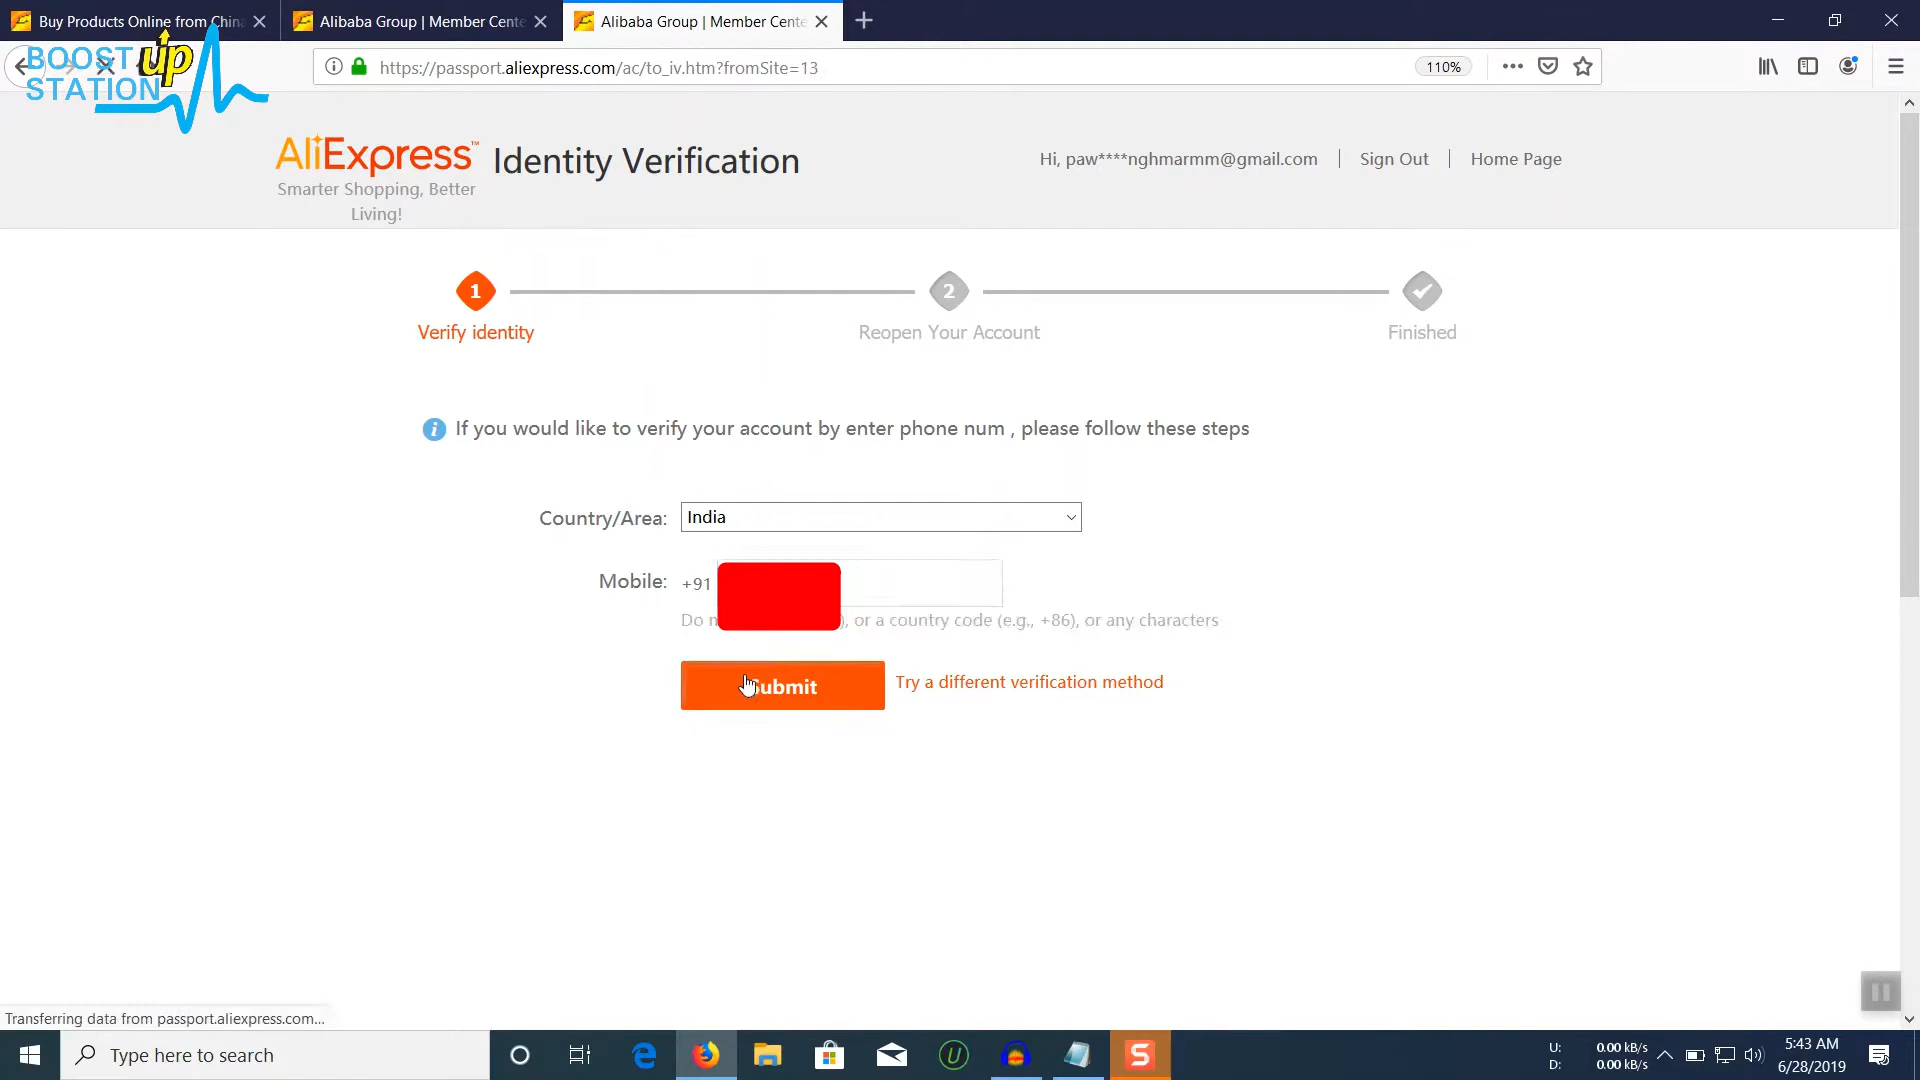 Buy Products Online from China
Alibaba Group | Member Cente
Alibaba Group | Member Cente
BOOST up
STATION
https://passport.aliexpress.com/ac/to_iv.htm?fromSite=13
110%
AliExpress™
Smarter Shopping, Better
Living!
Identity Verification
Hi, paw****nghmarmm@gmail.com
Sign Out
Home Page
1
2
Verify identity
Reopen Your Account
Finished
i
If you would like to verify your account by enter phone num , please follow these steps
Country/Area:
India
Mobile:
+91
Do n ), or a country code (e.g., +86), or any characters
Submit
Try a different verification method
Transferring data from passport.aliexpress.com...
Type here to search
U: 0.00 kB/s
D: 0.00 kB/s
5:43 AM
6/28/2019